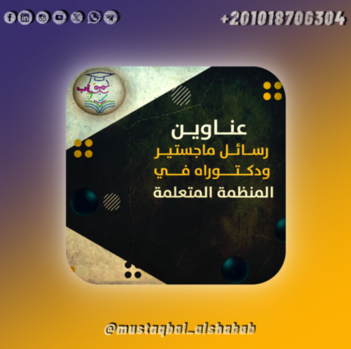 +201018706304
عناوين
رسائل ماجستير
ودكتوراه في
المنظمة المتعلمة
@mustaqbal_alshabab